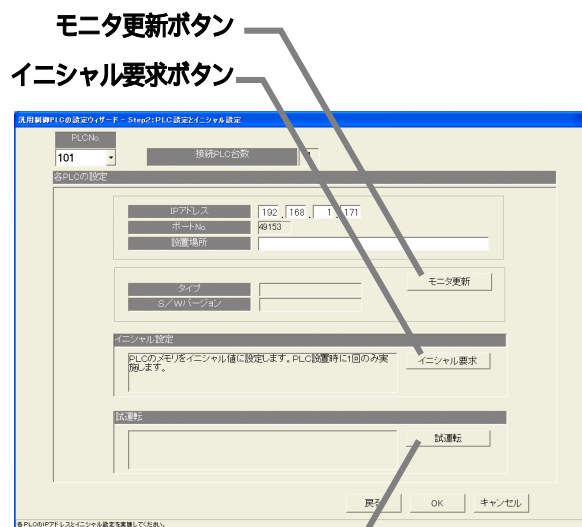 モニタ更新ボタン
イニシャル要求ボタン
汎用制御PLCの設定ウィザード - Step2:PLC設定とイニシャル設定
PLCNo.
101
接続PLC台数
各PLCの設定
IPアドレス 192 . 168 . 1 . 171
ポートNo. 49153
設置場所
モニタ更新
タイプ
S/Wバージョン
イニシャル設定
PLCのメモリをイニシャル値に設定します。PLC設置時に1回のみ実
施します。
イニシャル要求
試運転
試運転
戻る OK キャンセル
各PLCのIPアドレスとイニシャル設定を実施してください。